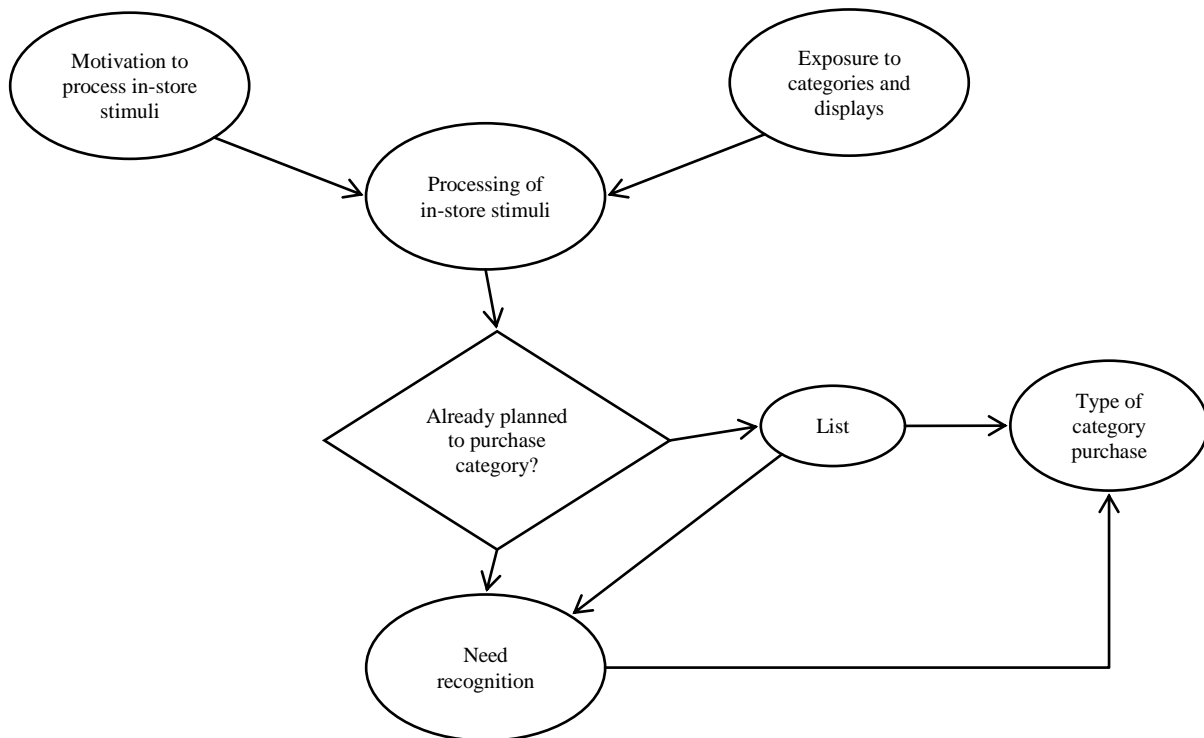 Motivation to
process in-store
stimuli
Exposure to
categories and
displays
Processing of
in-store stimuli
Already planned
to purchase
category?
List
Type of
category
purchase
Need
recognition